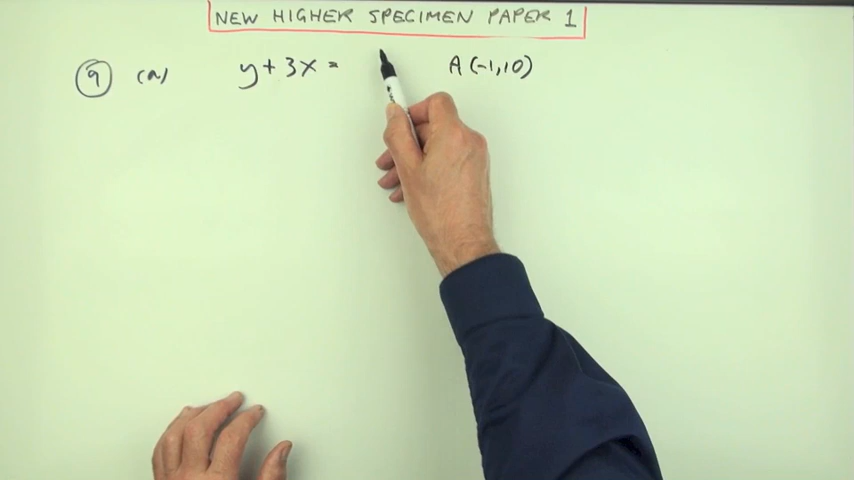 NEW HIGHER SPECIMEN PAPER 1
9 (a) y + 3x = A (-1, 10)